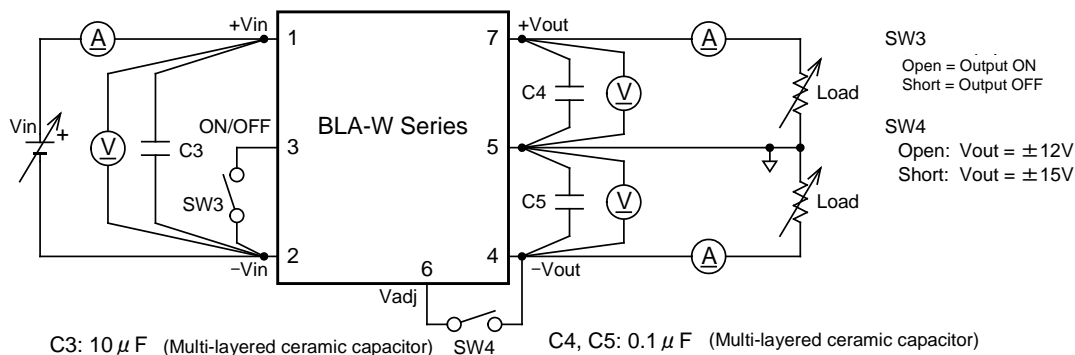 +Vin
+Vout
A
1
7
A
SW3
Open = Output ON
Short = Output OFF
C4
V
Load
Vin
+
ON/OFF
BLA-W Series
SW4
V
C3
3
5
Open: Vout = ±12V
Short: Vout = ±15V
SW3
C5
V
Load
2
4
A
−Vin
6
−Vout
Vadj
C3: 10 μF (Multi-layered ceramic capacitor)
SW4
C4, C5: 0.1 μF (Multi-layered ceramic capacitor)